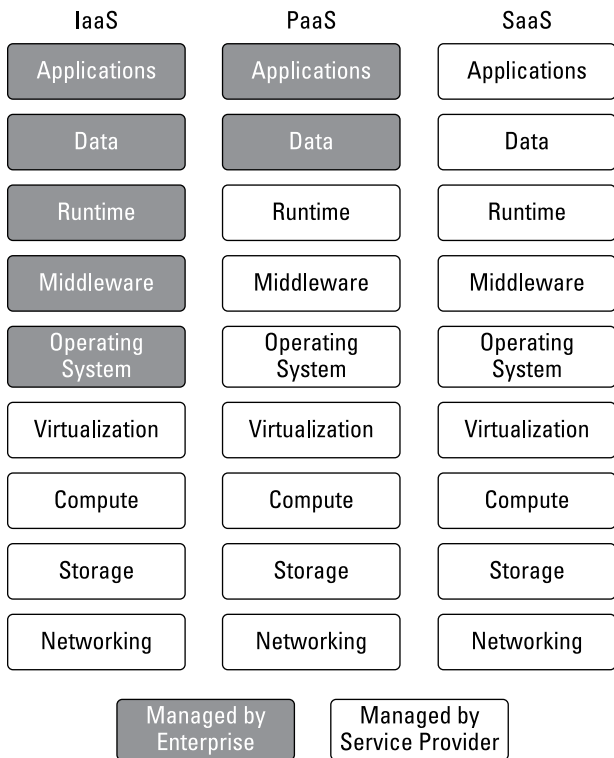 IaaS PaaS SaaS
Applications Applications Applications
Data Data Data
Runtime Runtime Runtime
Middleware Middleware Middleware
Operating Operating Operating
System System System
Virtualization Virtualization Virtualization
Compute Compute Compute
Storage Storage Storage
Networking Networking Networking
Managed by Managed by
Enterprise Service Provider